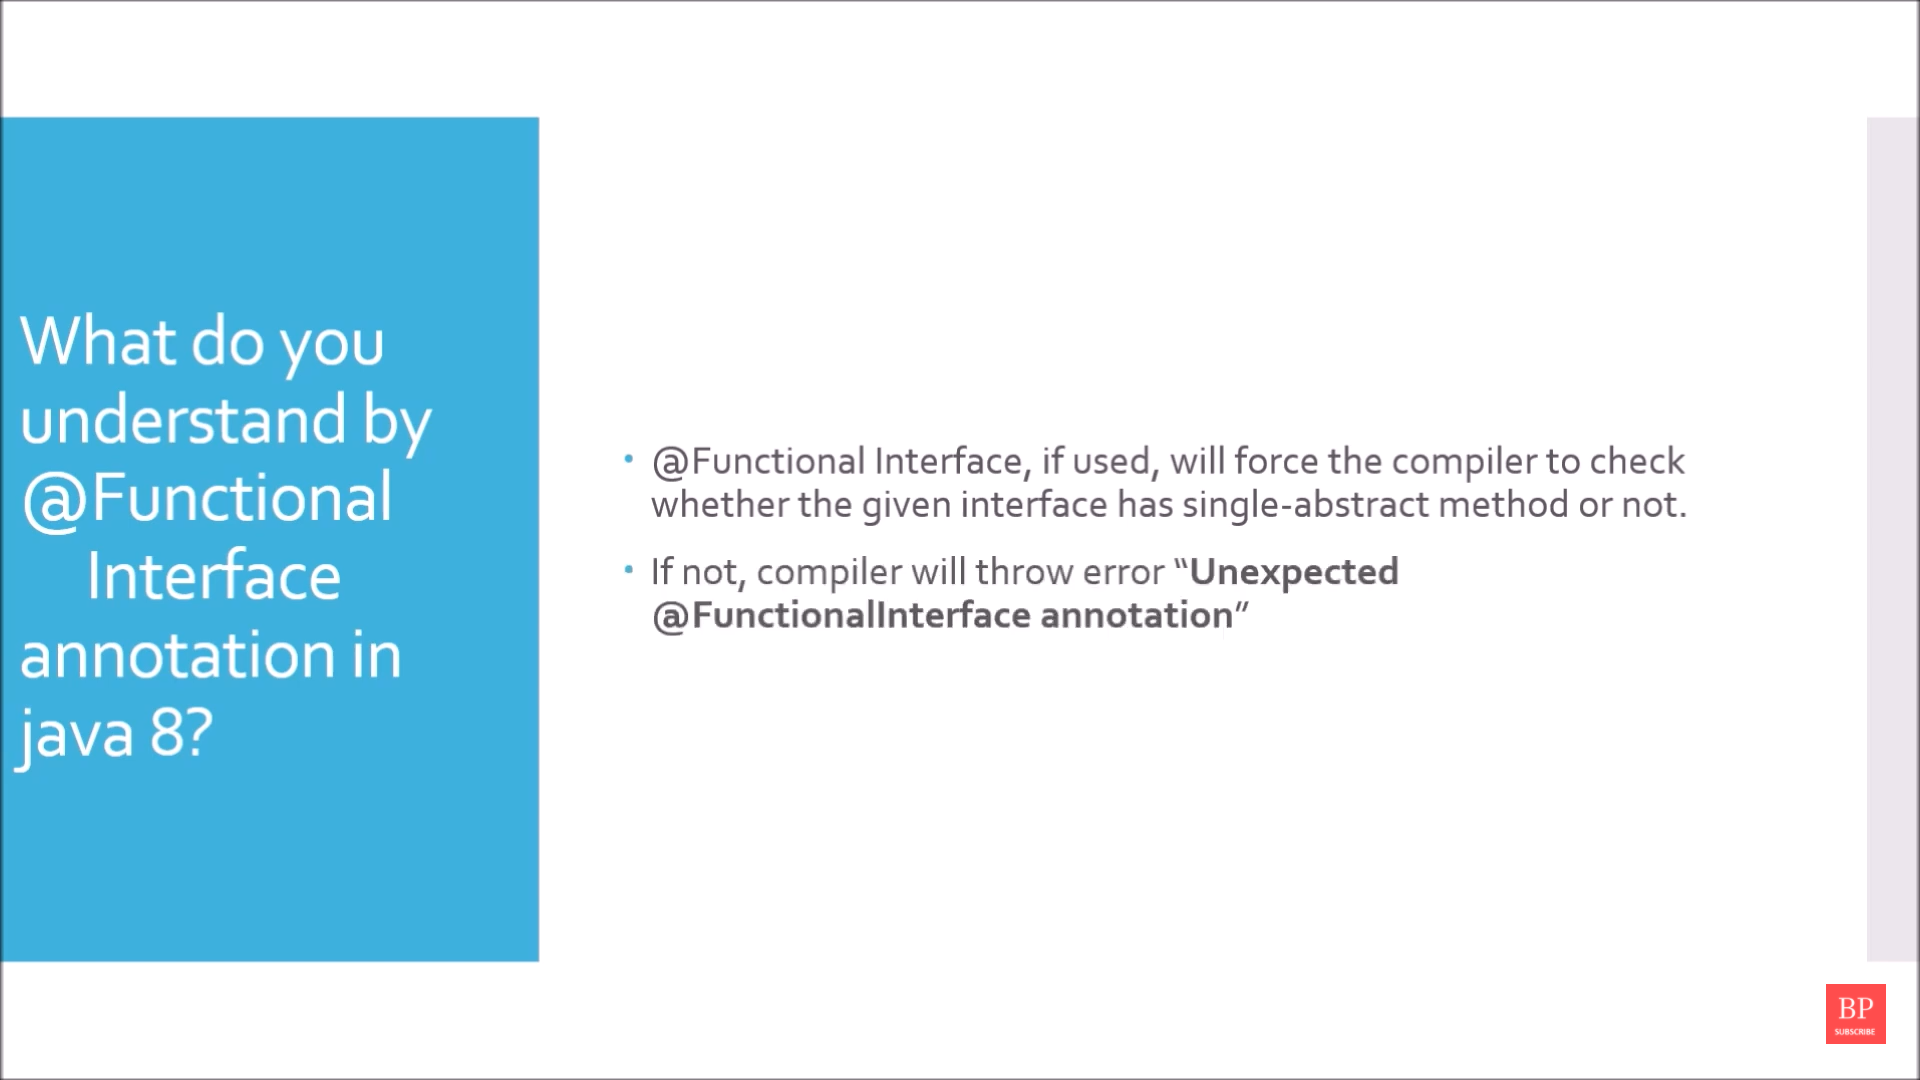 What do you
understand by
@Functional
Interface
annotation in
java 8?
• @Functional Interface, if used, will force the compiler to check
whether the given interface has single-abstract method or not.
• If not, compiler will throw error “Unexpected
@FunctionalInterface annotation”
BP
SUBSCRIBE